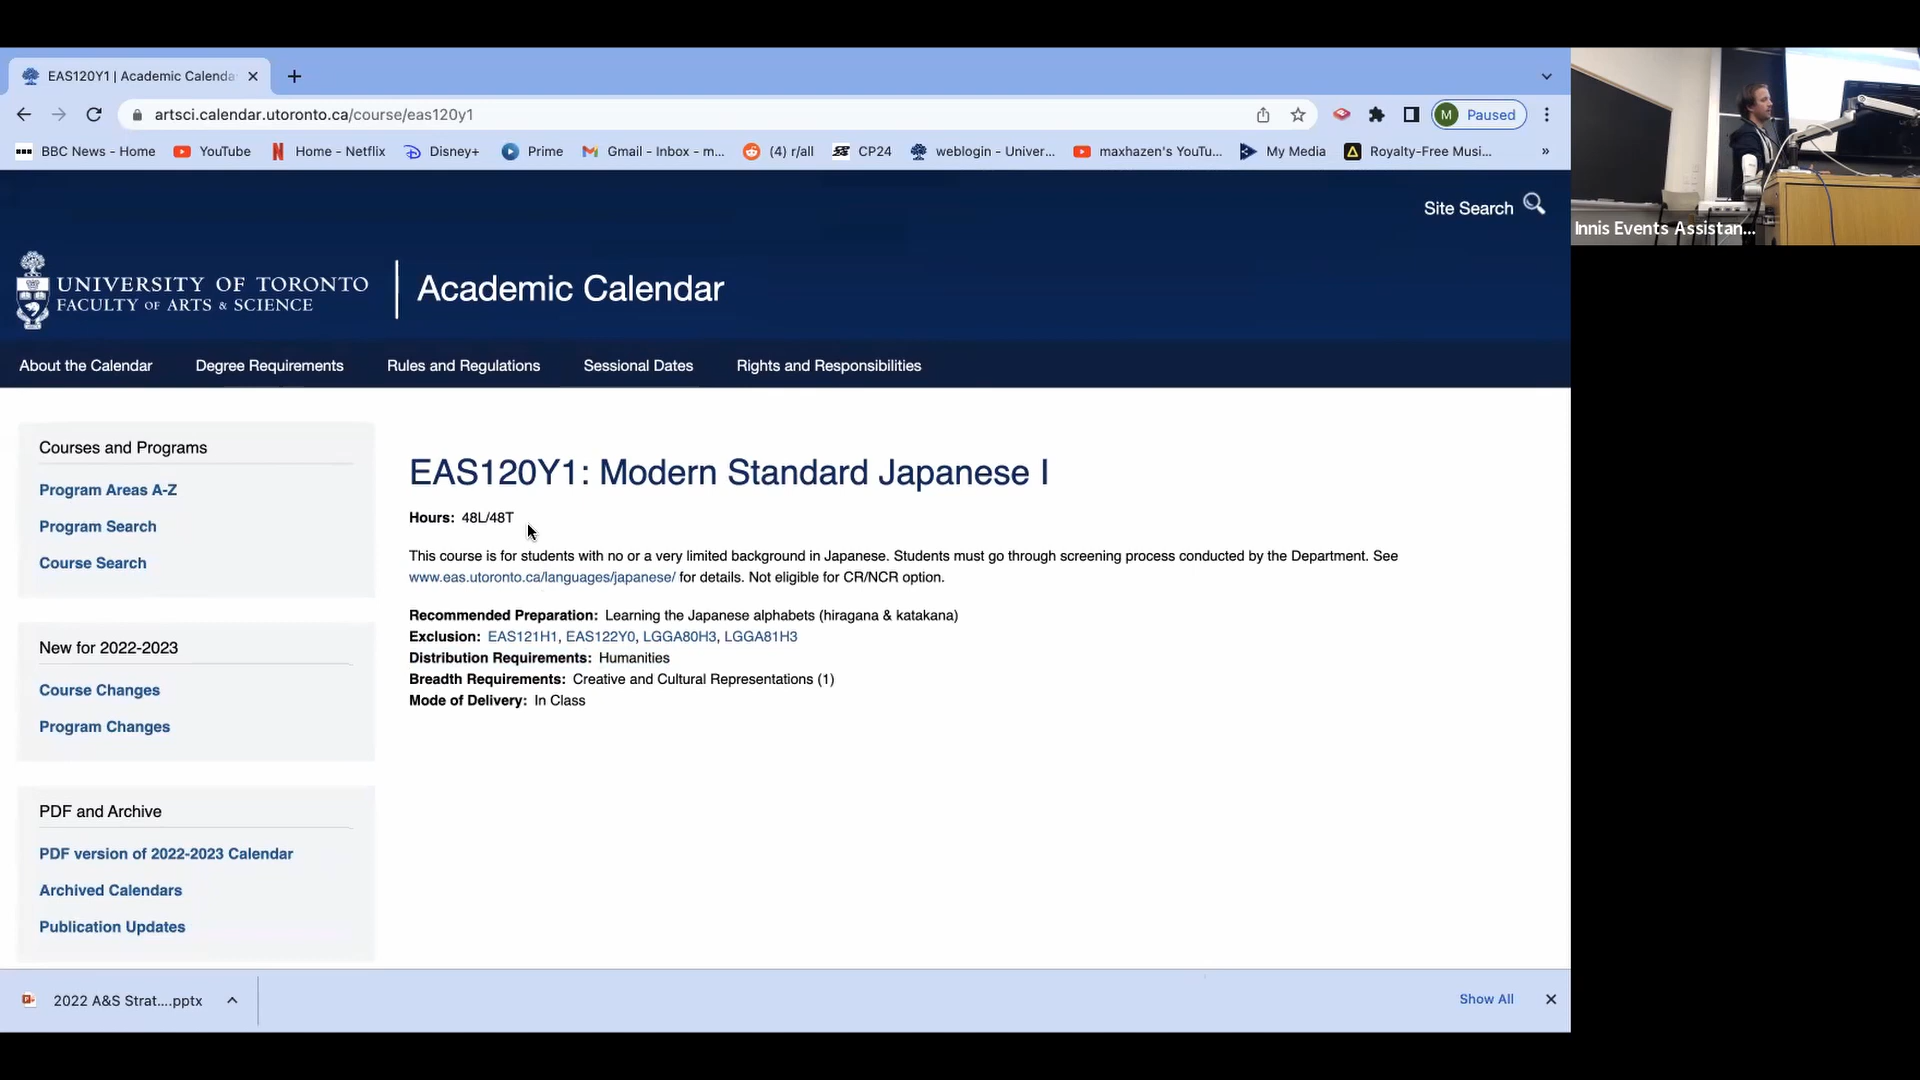 EAS120Y1 | Academic Calenda
artsci.calendar.utoronto.ca/course/eas120y1
M Paused
BBC News - Home YouTube Home - Netflix Disney+ Prime Gmail - Inbox - m... (4) r/all CP24 weblogin - Univer... maxhazen's YouTu... My Media Royalty-Free Musi... »
Site Search
UNIVERSITY OF TORONTO
FACULTY OF ARTS & SCIENCE
Academic Calendar
About the Calendar Degree Requirements Rules and Regulations Sessional Dates Rights and Responsibilities
Courses and Programs
Program Areas A-Z
Program Search
Course Search
New for 2022-2023
Course Changes
Program Changes
PDF and Archive
PDF version of 2022-2023 Calendar
Archived Calendars
Publication Updates
EAS120Y1: Modern Standard Japanese I
Hours: 48L/48T
This course is for students with no or a very limited background in Japanese. Students must go through screening process conducted by the Department. See
www.eas.utoronto.ca/languages/japanese/ for details. Not eligible for CR/NCR option.
Recommended Preparation: Learning the Japanese alphabets (hiragana & katakana)
Exclusion: EAS121H1, EAS122Y0, LGGA80H3, LGGA81H3
Distribution Requirements: Humanities
Breadth Requirements: Creative and Cultural Representations (1)
Mode of Delivery: In Class
2022 A&S Strat....pptx
Show All
Innis Events Assistan...